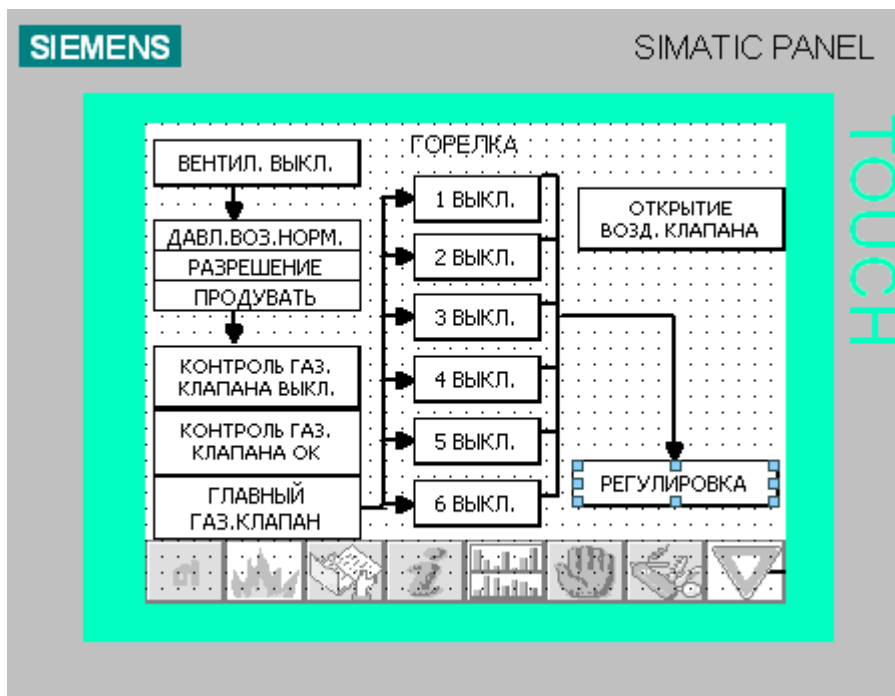 SIEMENS
SIMATIC PANEL
TOUCH
ВЕНТИЛ. ВЫКЛ.
ДАВЛ.ВОЗ.НОРМ.
РАЗРЕШЕНИЕ
ПРОДУВАТЬ
КОНТРОЛЬ ГАЗ.
КЛАПАНА ВЫКЛ.
КОНТРОЛЬ ГАЗ.
КЛАПАНА ОК
ГЛАВНЫЙ
ГАЗ.КЛАПАН
ГОРЕЛКА
1 ВЫКЛ.
2 ВЫКЛ.
3 ВЫКЛ.
4 ВЫКЛ.
5 ВЫКЛ.
6 ВЫКЛ.
ОТКРЫТИЕ
ВОЗД. КЛАПАНА
РЕГУЛИРОВКА